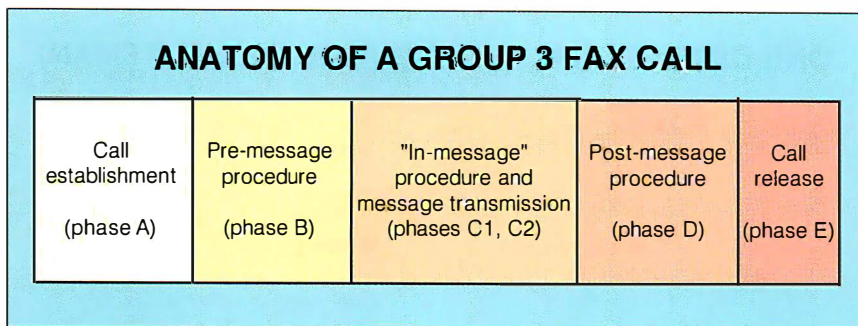 ANATOMY OF A GROUP 3 FAX CALL
Call
establishment
(phase A)
Pre-message
procedure
(phase B)
"In-message"
procedure and
message transmission
(phases C1, C2)
Post-message
procedure
(phase D)
Call
release
(phase E)